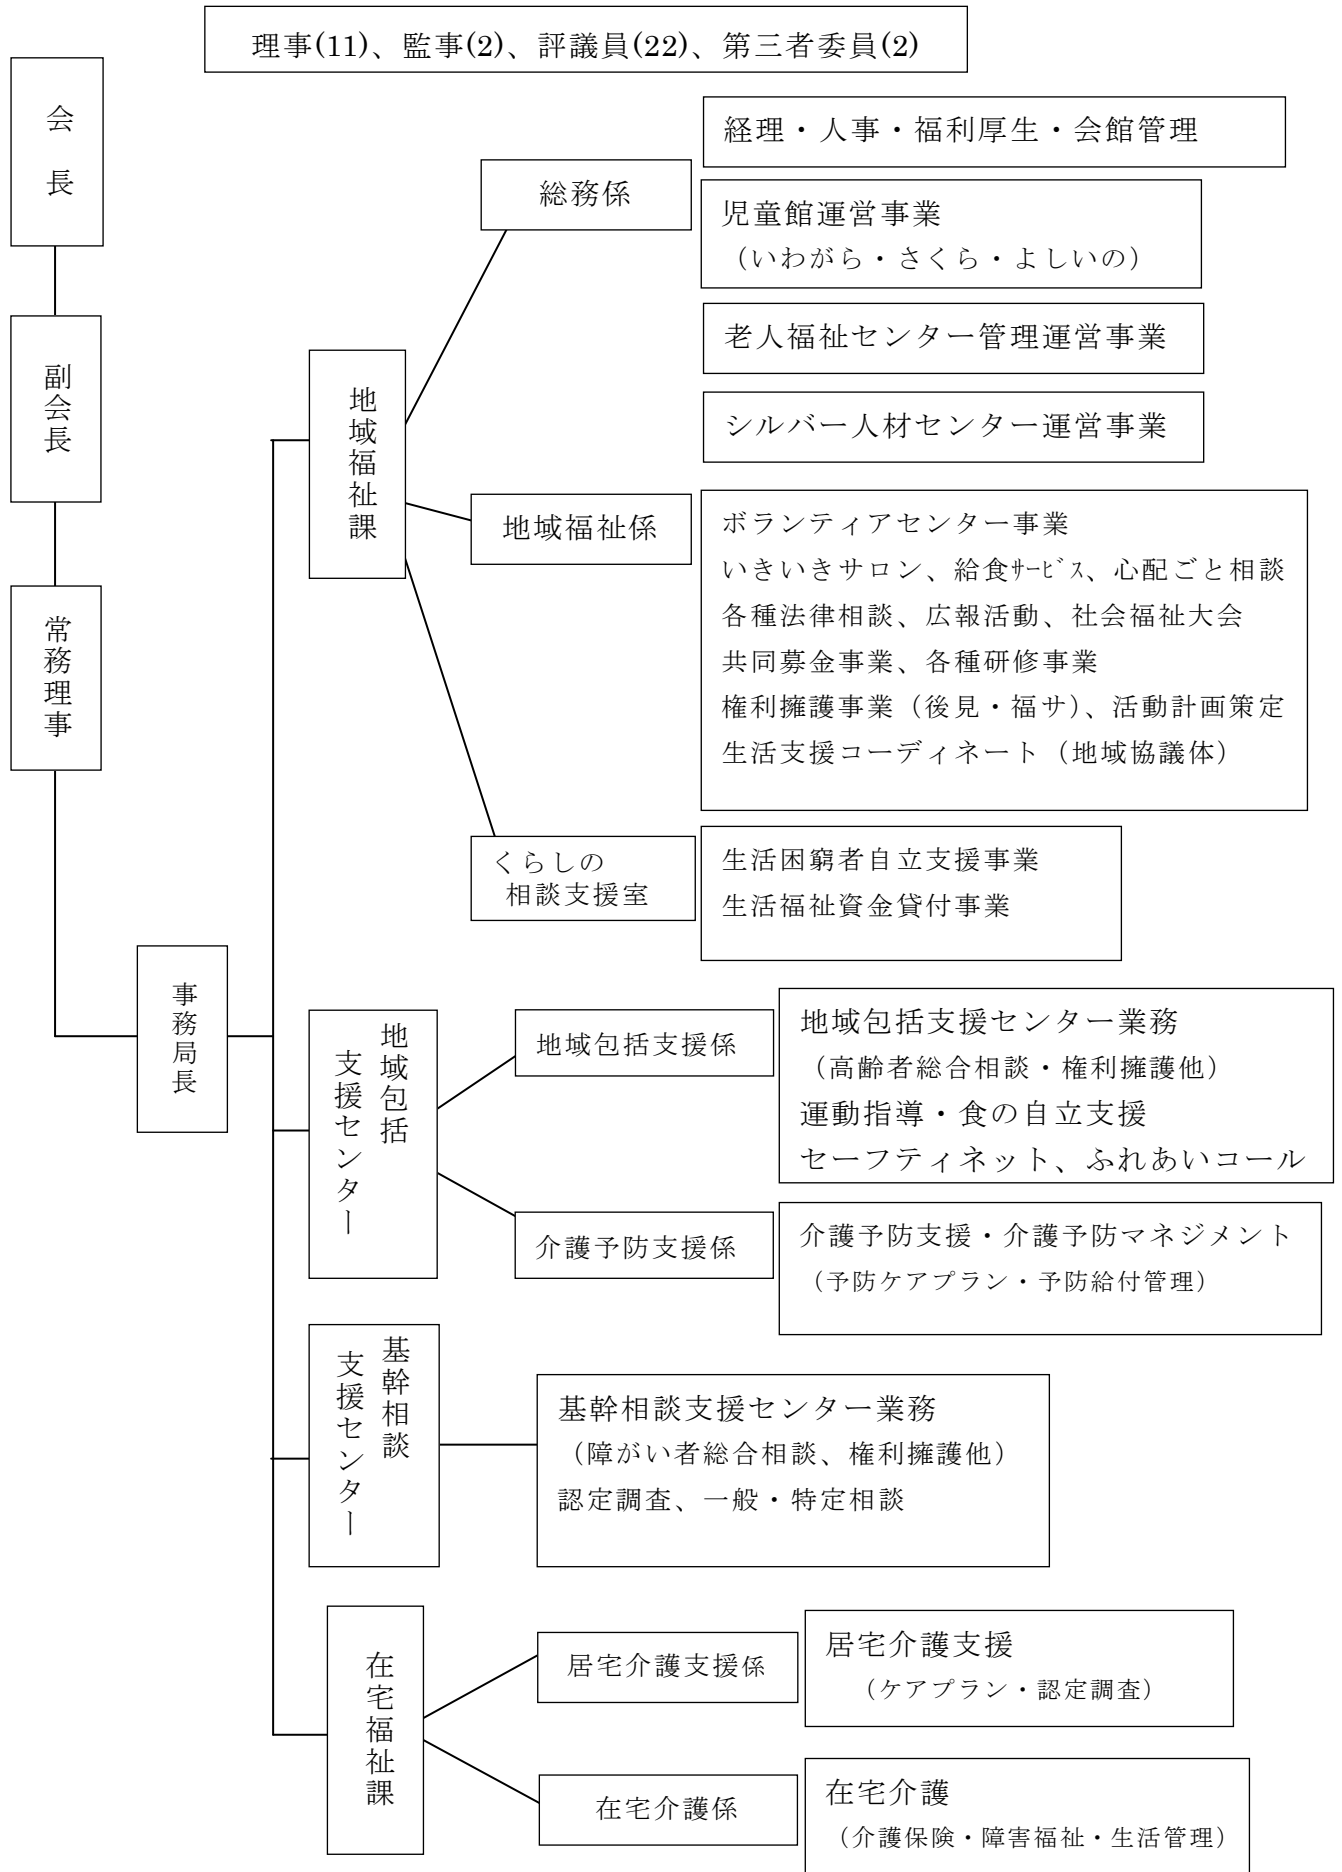 理事(11)、監事(2)、評議員(22)、第三者委員(2)
会長
副会長
常務理事
事務局長
地域福祉課
総務係
経理・人事・福利厚生・会館管理
児童館運営事業
（いわがら・さくら・よしいの）
老人福祉センター管理運営事業
シルバー人材センター運営事業
地域福祉係
ボランティアセンター事業
いきいきサロン、給食ｻｰﾋﾞｽ、心配ごと相談
各種法律相談、広報活動、社会福祉大会
共同募金事業、各種研修事業
権利擁護事業（後見・福サ）、活動計画策定
生活支援コーディネート（地域協議体）
くらしの
相談支援室
生活困窮者自立支援事業
生活福祉資金貸付事業
地域包括
支援センター
地域包括支援係
地域包括支援センター業務
（高齢者総合相談・権利擁護他）
運動指導・食の自立支援
セーフティネット、ふれあいコール
介護予防支援係
介護予防支援・介護予防マネジメント
（予防ケアプラン・予防給付管理）
基幹相談
支援センター
基幹相談支援センター業務
（障がい者総合相談、権利擁護他）
認定調査、一般・特定相談
在宅福祉課
居宅介護支援係
居宅介護支援
（ケアプラン・認定調査）
在宅介護係
在宅介護
（介護保険・障害福祉・生活管理）